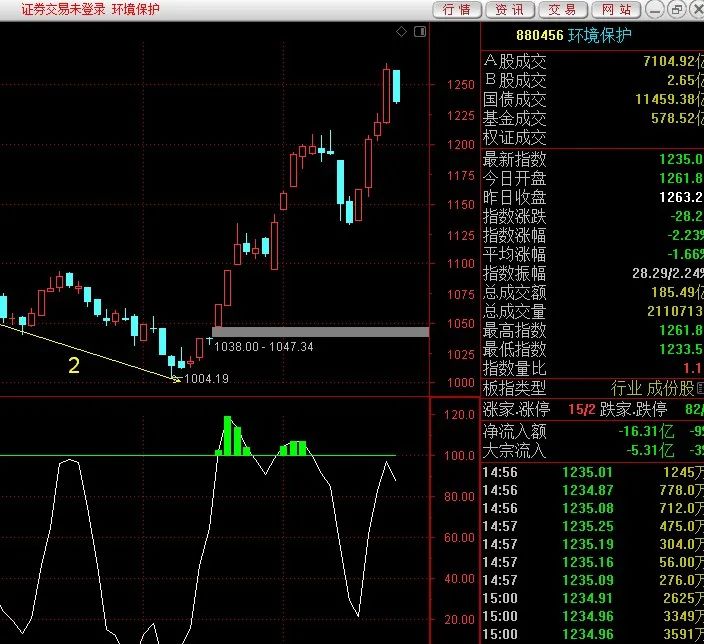 证券交易未登录 环境保护
行情 资讯 交易 网站
880456 环境保护
A股成交 7104.92亿
B股成交 2.65亿
国债成交 11459.38亿
基金成交 578.52亿
权证成交
最新指数 1235.0
今日开盘 1261.8
昨日收盘 1263.2
指数涨跌 -28.2
指数涨幅 -2.23%
平均涨幅 -1.66%
指数振幅 28.29/2.24%
总成交额 185.49亿
总成交量 2110713
最高指数 1261.8
最低指数 1233.5
指数量比 1.1
板指类型 行业 成份股
涨家.涨停 15/2 跌家.跌停 82/
净流入额 -16.31亿 -9
大宗流入 -5.31亿 -3
14:56 1235.01 1245万
14:56 1234.87 778.0万
14:56 1235.08 712.0万
14:57 1235.25 475.0万
14:57 1235.19 304.0万
14:57 1235.16 56.00万
14:57 1235.09 276.0万
15:00 1234.91 2625万
15:00 1234.96 3349万
15:00 1234.96 3591万
1250
1225
1200
1175
1150
1125
1100
1075
1050
1025
1000
1038.00 - 1047.34
2
1004.19
120.0
100.0
80.00
60.00
40.00
20.00